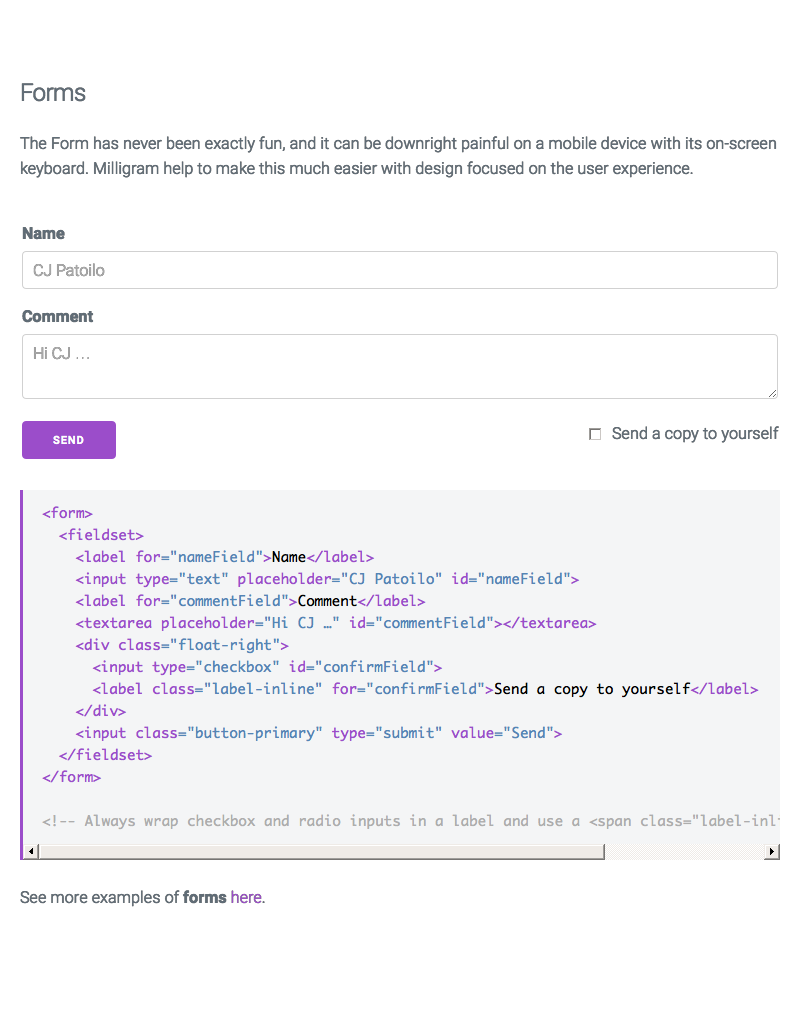 Forms
The Form has never been exactly fun, and it can be downright painful on a mobile device with its on-screen
keyboard. Milligram help to make this much easier with design focused on the user experience.
Name
CJ Patoilo
Comment
Hi CJ …
SEND
Send a copy to yourself
<form>
  <fieldset>
    <label for="nameField">Name</label>
    <input type="text" placeholder="CJ Patoilo" id="nameField">
    <label for="commentField">Comment</label>
    <textarea placeholder="Hi CJ …" id="commentField"></textarea>
    <div class="float-right">
      <input type="checkbox" id="confirmField">
      <label class="label-inline" for="confirmField">Send a copy to yourself</label>
    </div>
    <input class="button-primary" type="submit" value="Send">
  </fieldset>
</form>
<!-- Always wrap checkbox and radio inputs in a label and use a <span class="label-inl
See more examples of forms here.